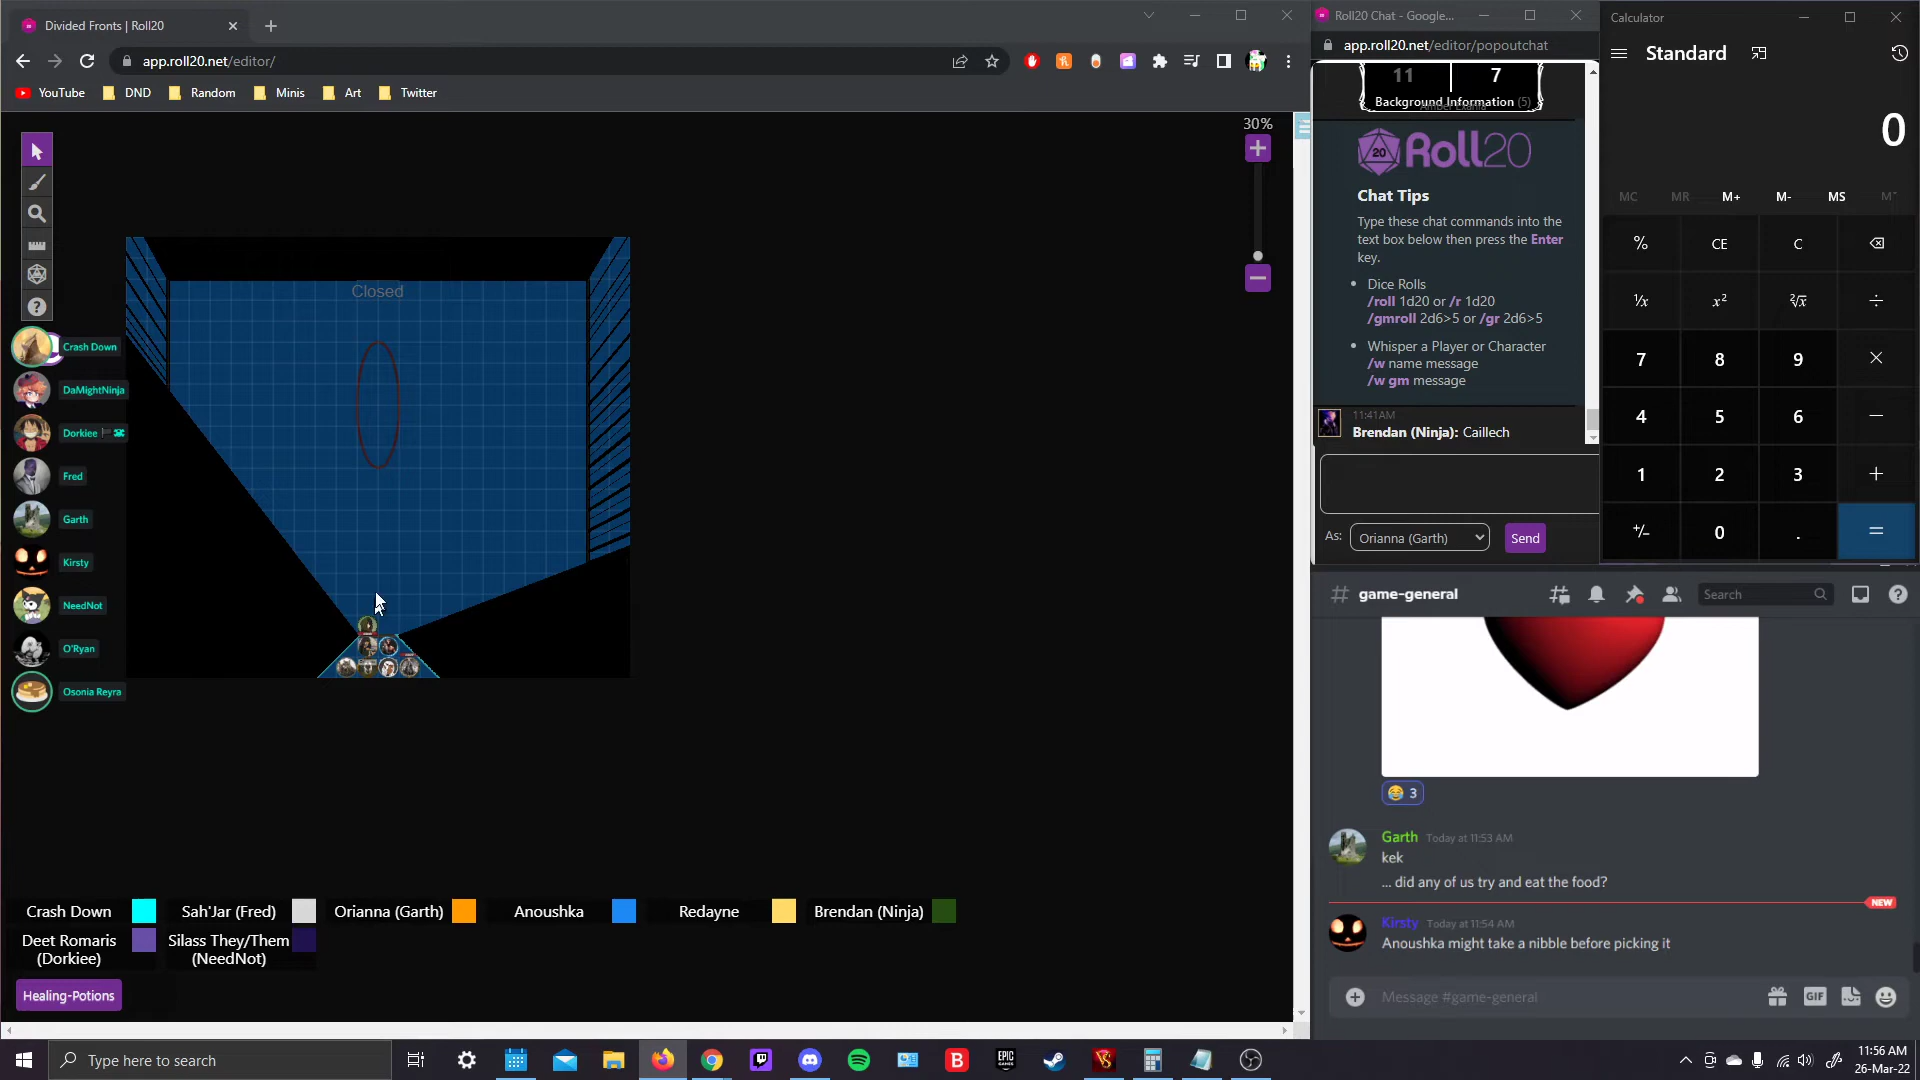 Divided Fronts | Roll20
app.roll20.net/editor/
YouTube
DND
Random
Minis
Art
Twitter
30%
Closed
Crash Down
DaMightNinja
Dorkiee
Fred
Garth
Kirsty
NeedNot
O'Ryan
Osonia Reyra
Crash Down
Sah'Jar (Fred)
Orianna (Garth)
Anoushka
Redayne
Brendan (Ninja)
Deet Romaris
(Dorkiee)
Silass They/Them
(NeedNot)
Healing-Potions
Roll20 Chat - Google...
app.roll20.net/editor/popoutchat
11
7
Background Information (5)
Roll20
20
Chat Tips
Type these chat commands into the
text box below then press the Enter
key.
• Dice Rolls
/roll 1d20 or /r 1d20
/gmroll 2d6>5 or /gr 2d6>5
• Whisper a Player or Character
/w name message
/w gm message
11:41AM
Brendan (Ninja): Caillech
As:
Orianna (Garth)
Send
Calculator
Standard
0
MC
MR
M+
M-
MS
M˅
%
CE
C
⅟x
x²
²√x
÷
7
8
9
×
4
5
6
−
1
2
3
+
+/-
0
.
=
# game-general
Search
😂 3
Garth Today at 11:53 AM
kek
... did any of us try and eat the food?
NEW
Kirsty Today at 11:54 AM
Anoushka might take a nibble before picking it
Message #game-general
GIF
Type here to search
EPIC
GAMES
11:56 AM
26-Mar-22